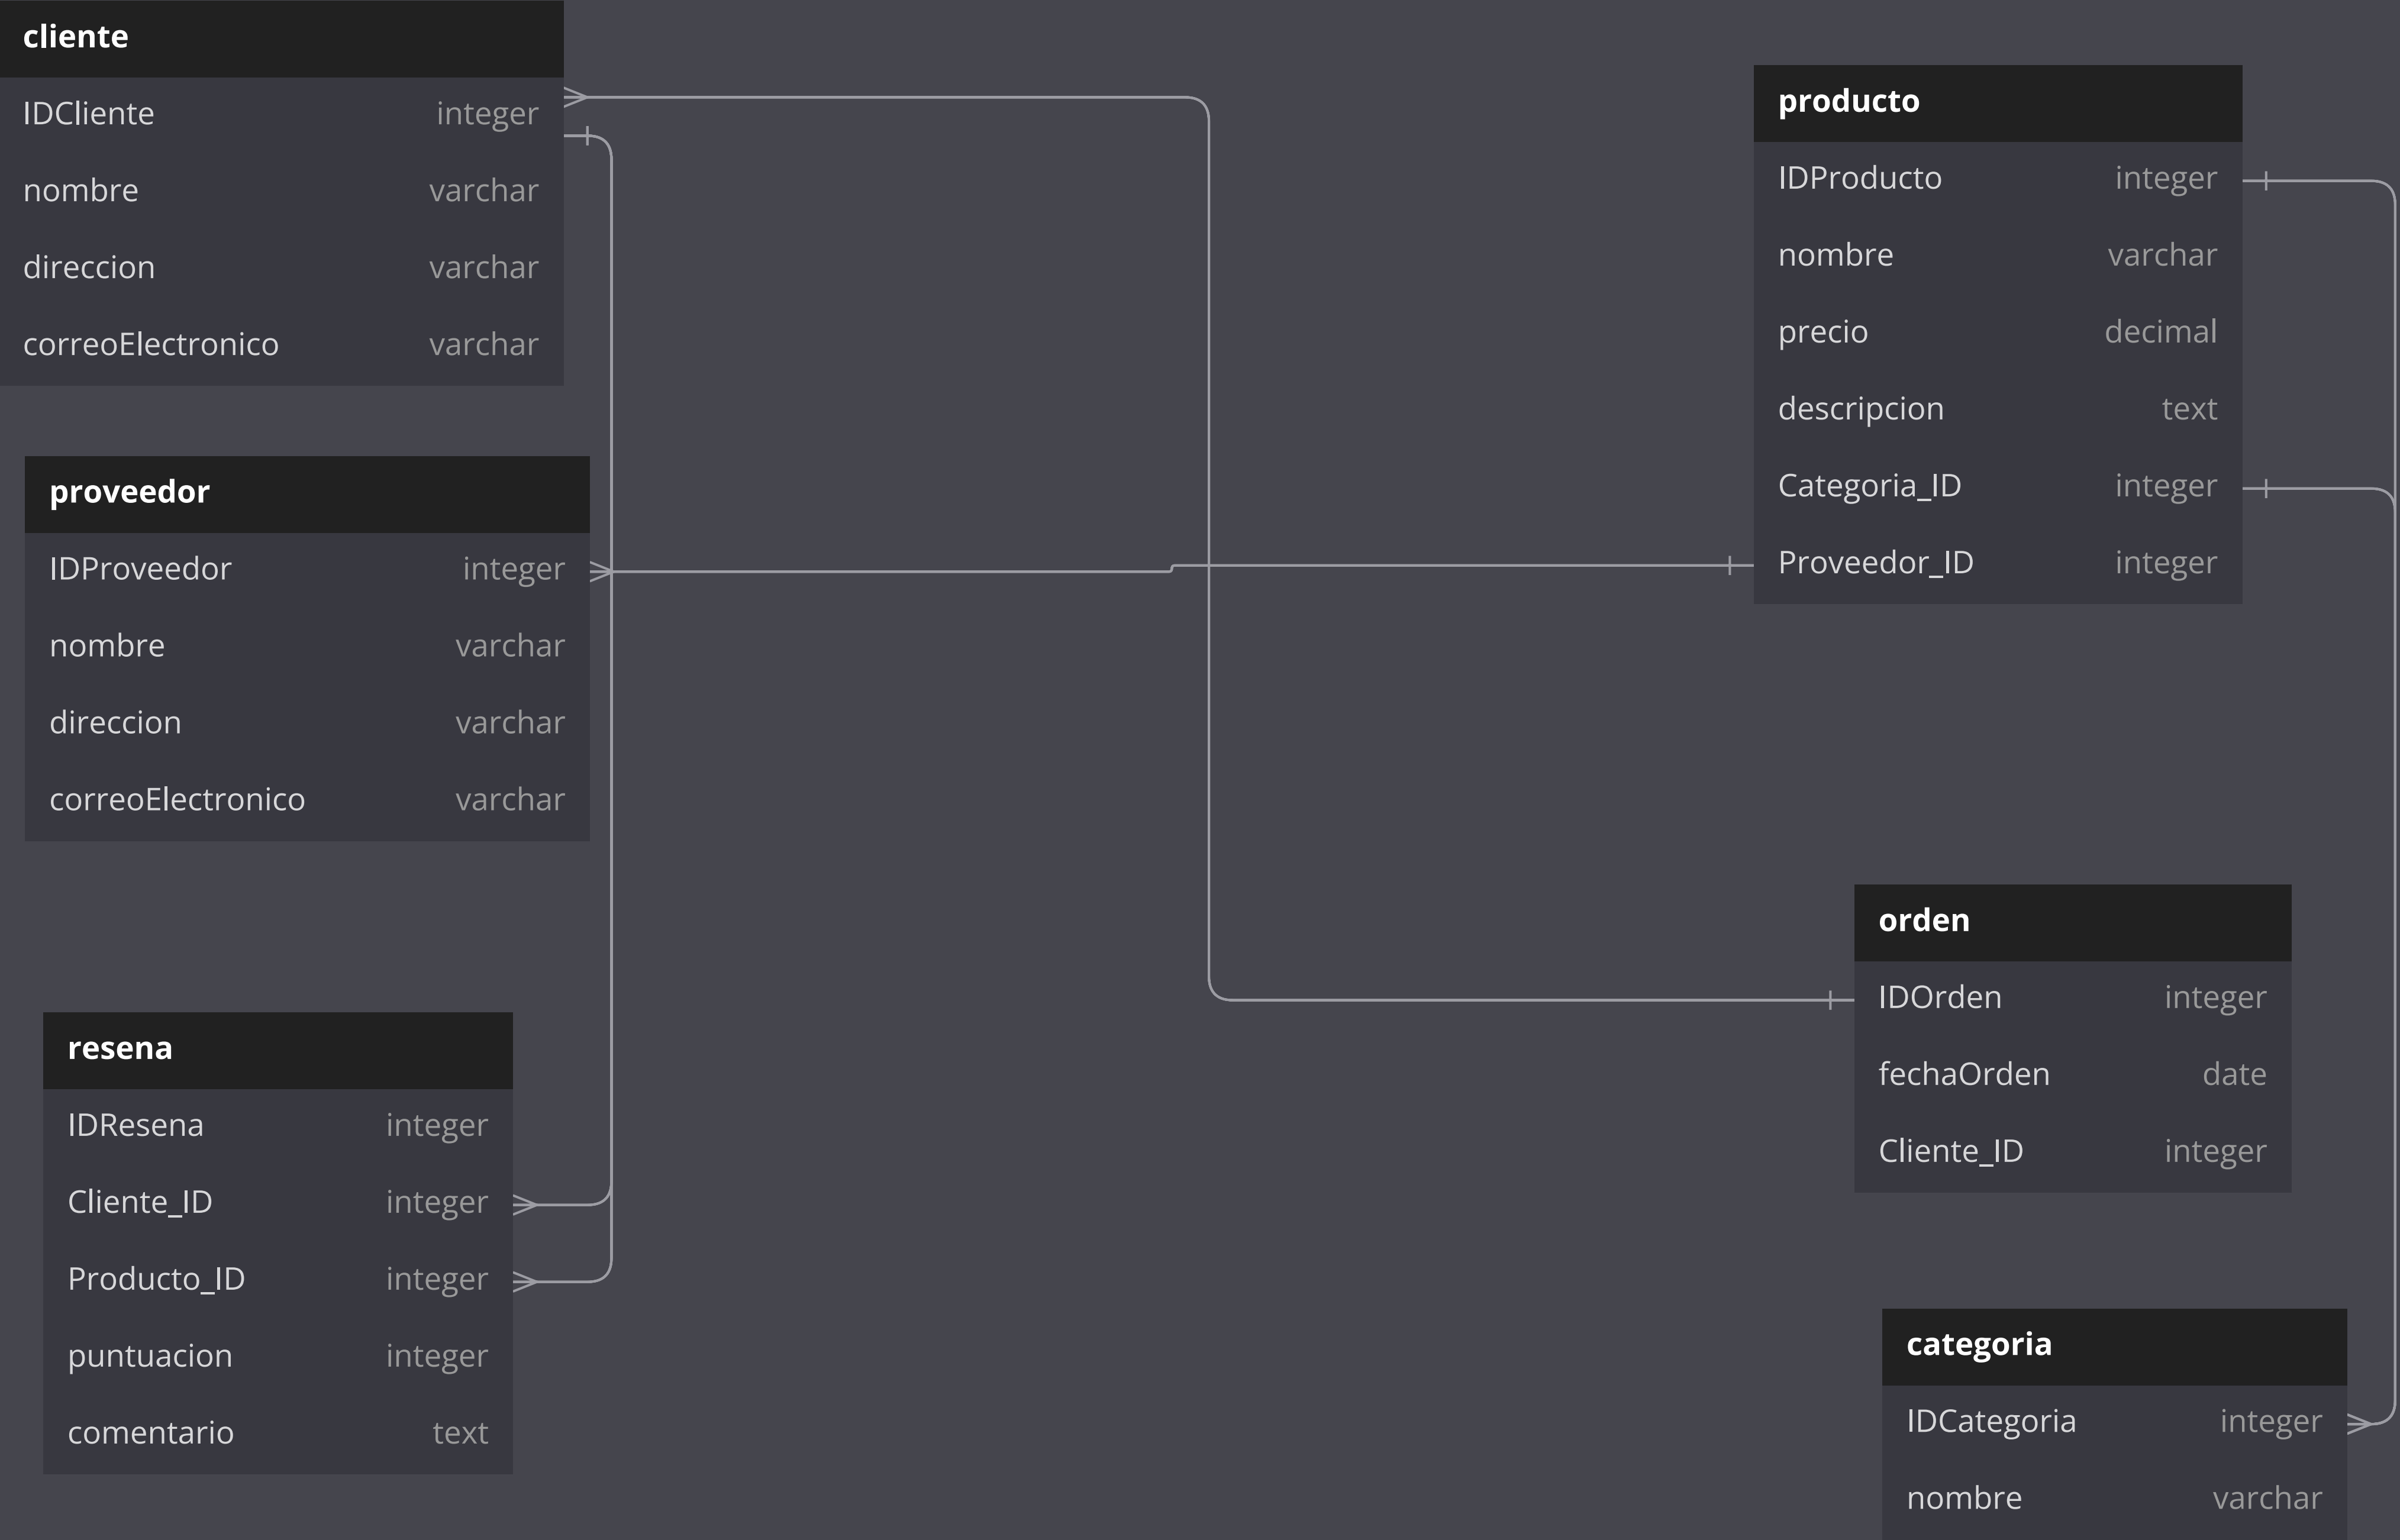 cliente
IDCliente integer
nombre varchar
direccion varchar
correoElectronico varchar
proveedor
IDProveedor integer
nombre varchar
direccion varchar
correoElectronico varchar
resena
IDResena integer
Cliente_ID integer
Producto_ID integer
puntuacion integer
comentario text
producto
IDProducto integer
nombre varchar
precio decimal
descripcion text
Categoria_ID integer
Proveedor_ID integer
orden
IDOrden integer
fechaOrden date
Cliente_ID integer
categoria
IDCategoria integer
nombre varchar